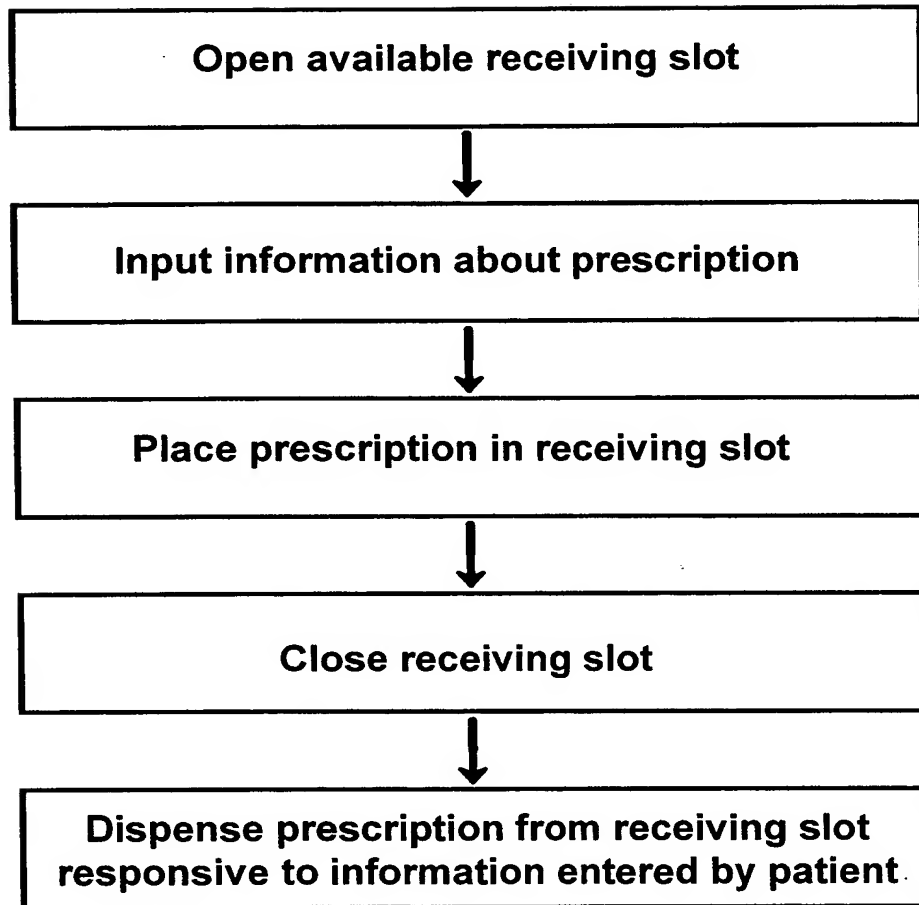 Open available receiving slot
Input information about prescription
Place prescription in receiving slot
Close receiving slot
Dispense prescription from receiving slot
responsive to information entered by patient